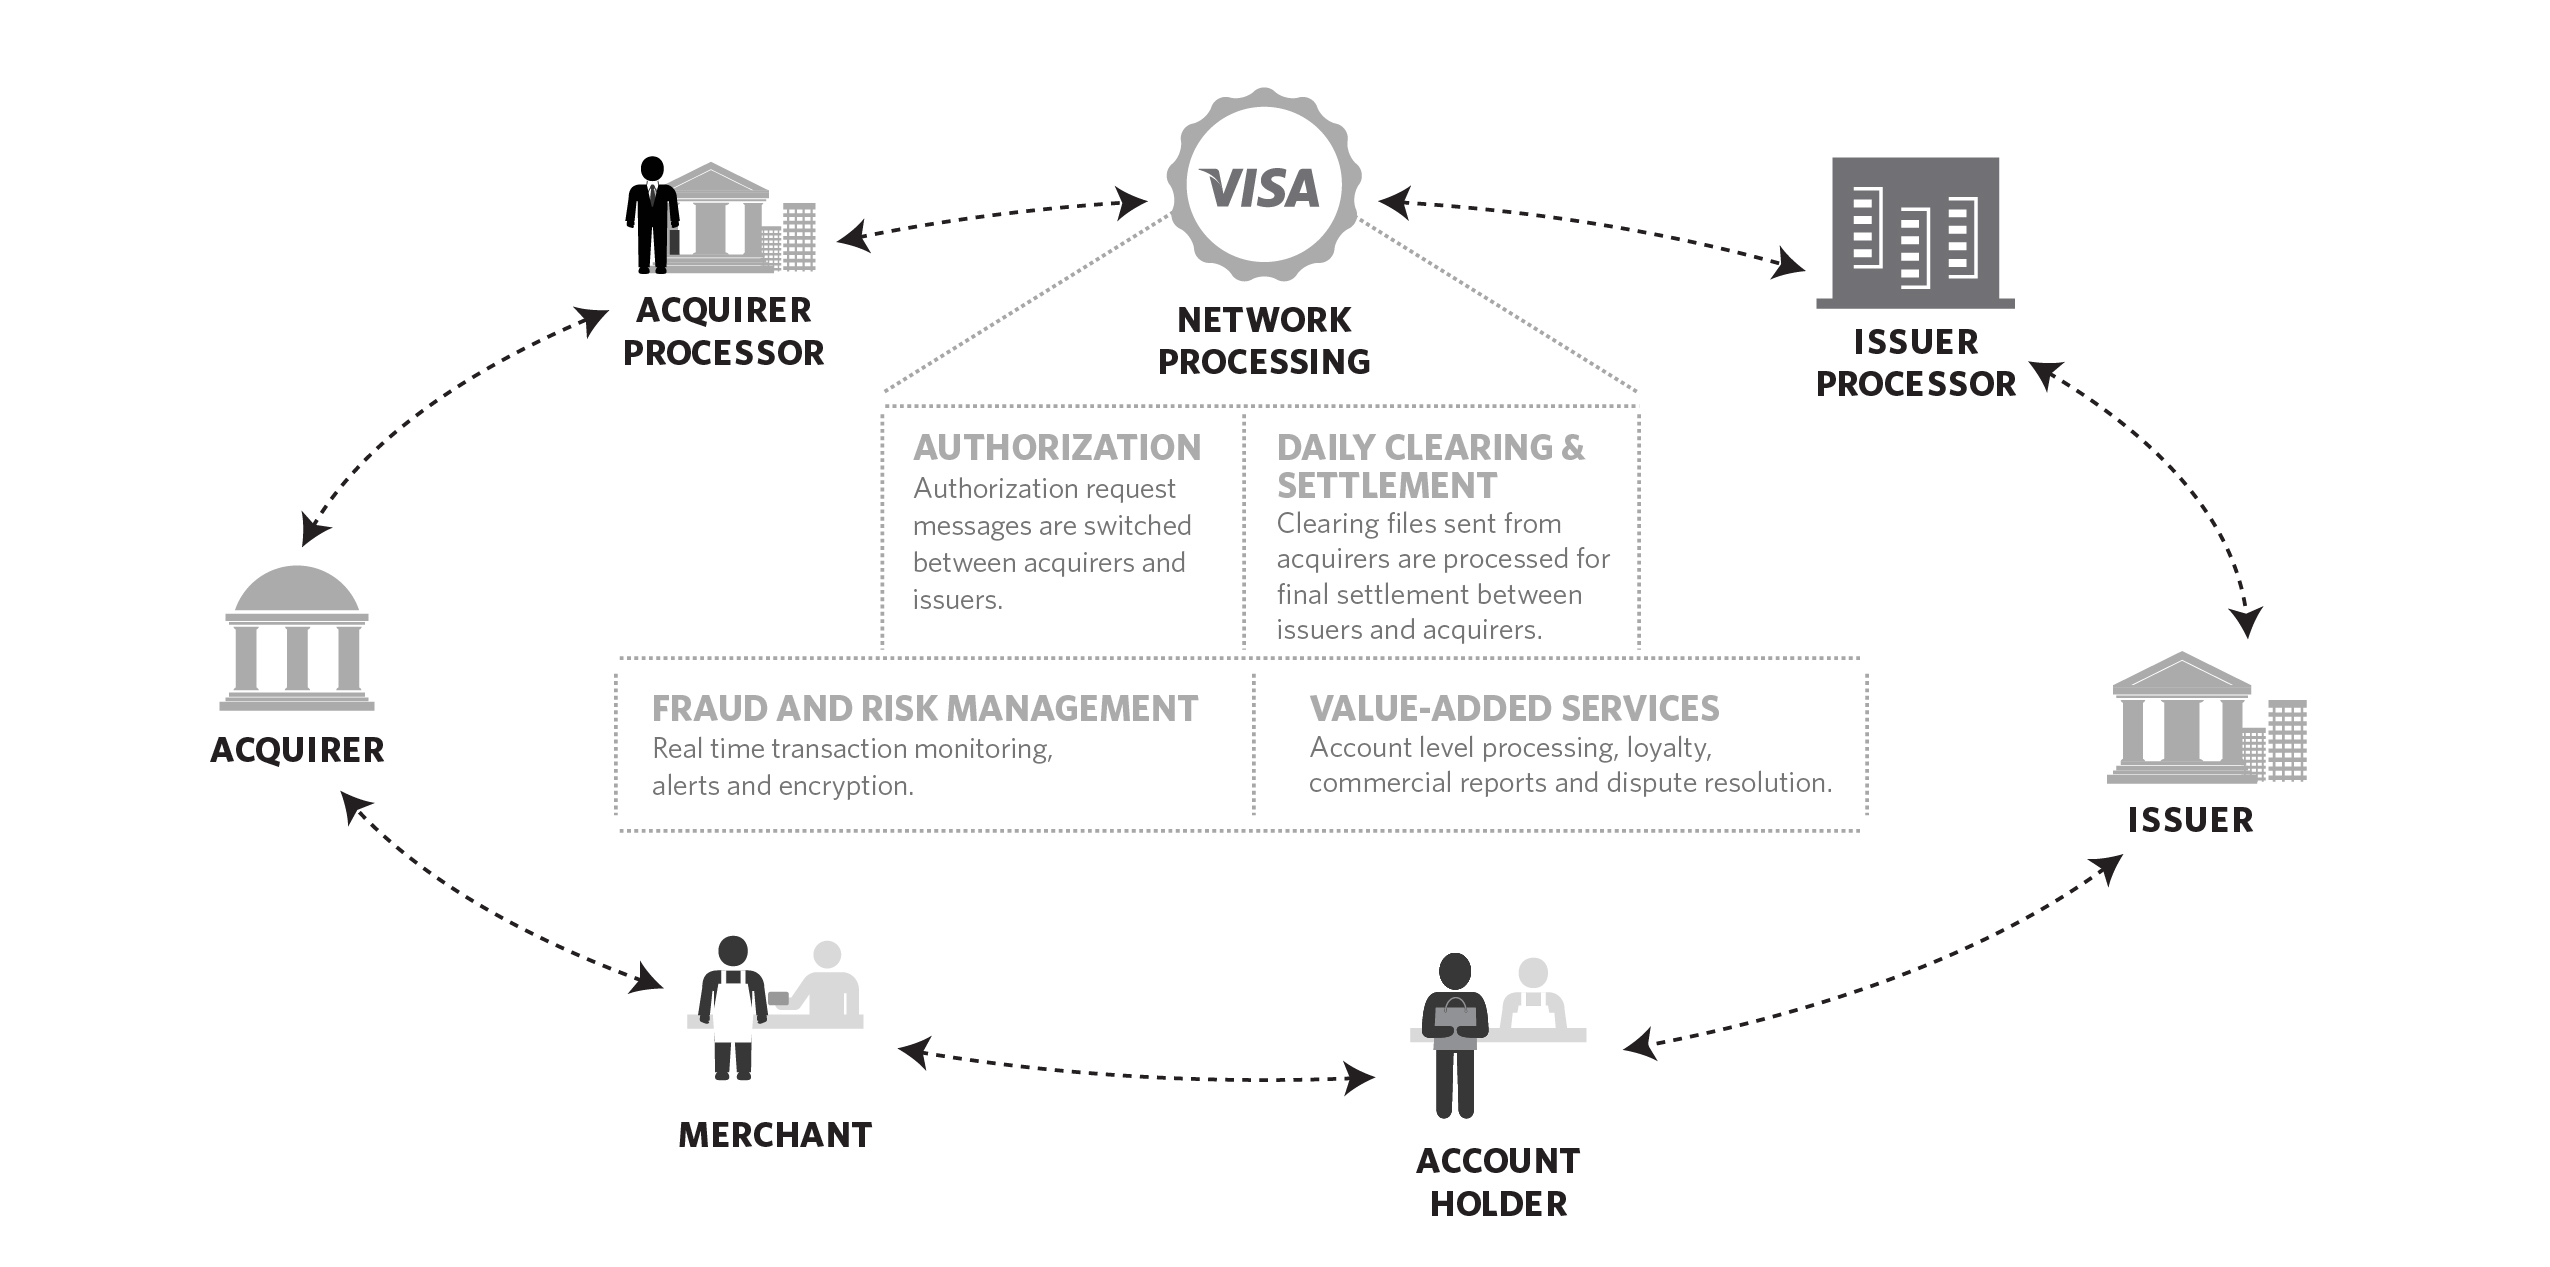 VISA
NETWORK
PROCESSING
ACQUIRER
PROCESSOR
ISSUER
PROCESSOR
AUTHORIZATION
Authorization request
messages are switched
between acquirers and
issuers.
DAILY CLEARING &
SETTLEMENT
Clearing files sent from
acquirers are processed for
final settlement between
issuers and acquirers.
FRAUD AND RISK MANAGEMENT
Real time transaction monitoring,
alerts and encryption.
VALUE-ADDED SERVICES
Account level processing, loyalty,
commercial reports and dispute resolution.
ACQUIRER
ISSUER
MERCHANT
ACCOUNT
HOLDER